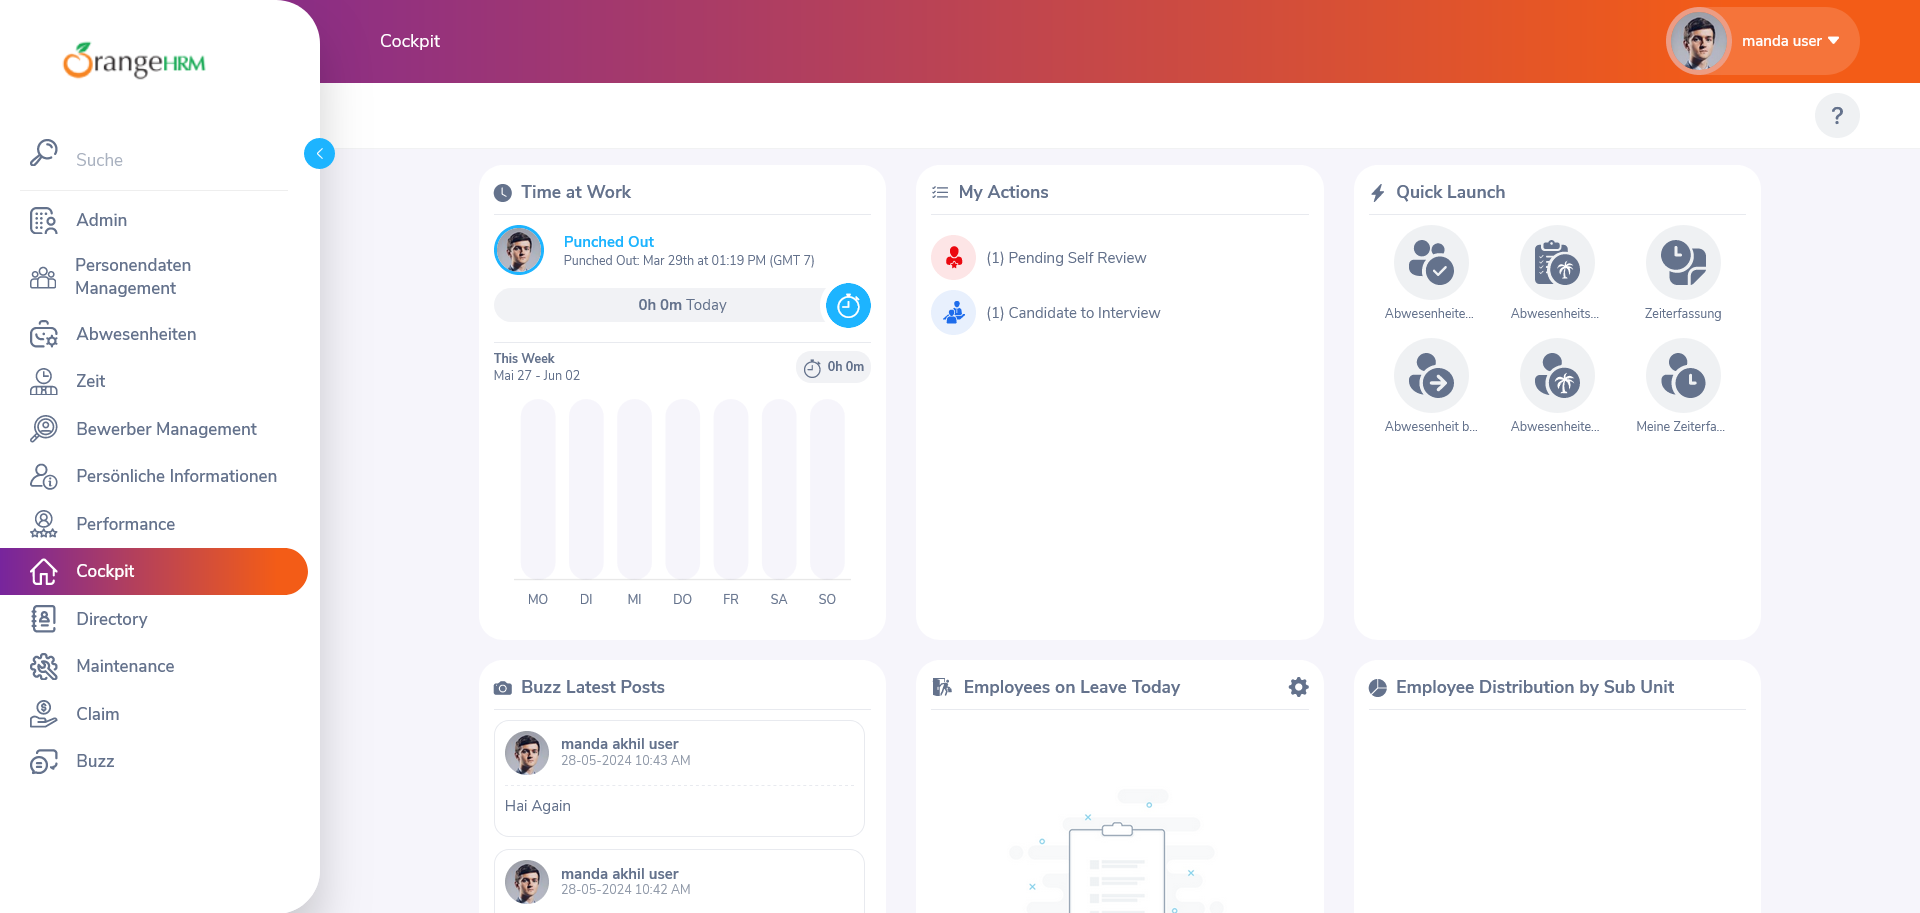 OrangeHRM
Suche
Admin
Personendaten
Management
Abwesenheiten
Zeit
Bewerber Management
Persönliche Informationen
Performance
Cockpit
Directory
Maintenance
Claim
Buzz
Cockpit
manda user
?
Time at Work
Punched Out
Punched Out: Mar 29th at 01:19 PM (GMT 7)
0h 0m Today
This Week
Mai 27 - Jun 02
0h 0m
MO DI MI DO FR SA SO
My Actions
(1) Pending Self Review
(1) Candidate to Interview
Quick Launch
Abwesenheite...
Abwesenheits...
Zeiterfassung
Abwesenheit b...
Abwesenheite...
Meine Zeiterfa...
Buzz Latest Posts
manda akhil user
28-05-2024 10:43 AM
Hai Again
manda akhil user
28-05-2024 10:42 AM
Employees on Leave Today
Employee Distribution by Sub Unit